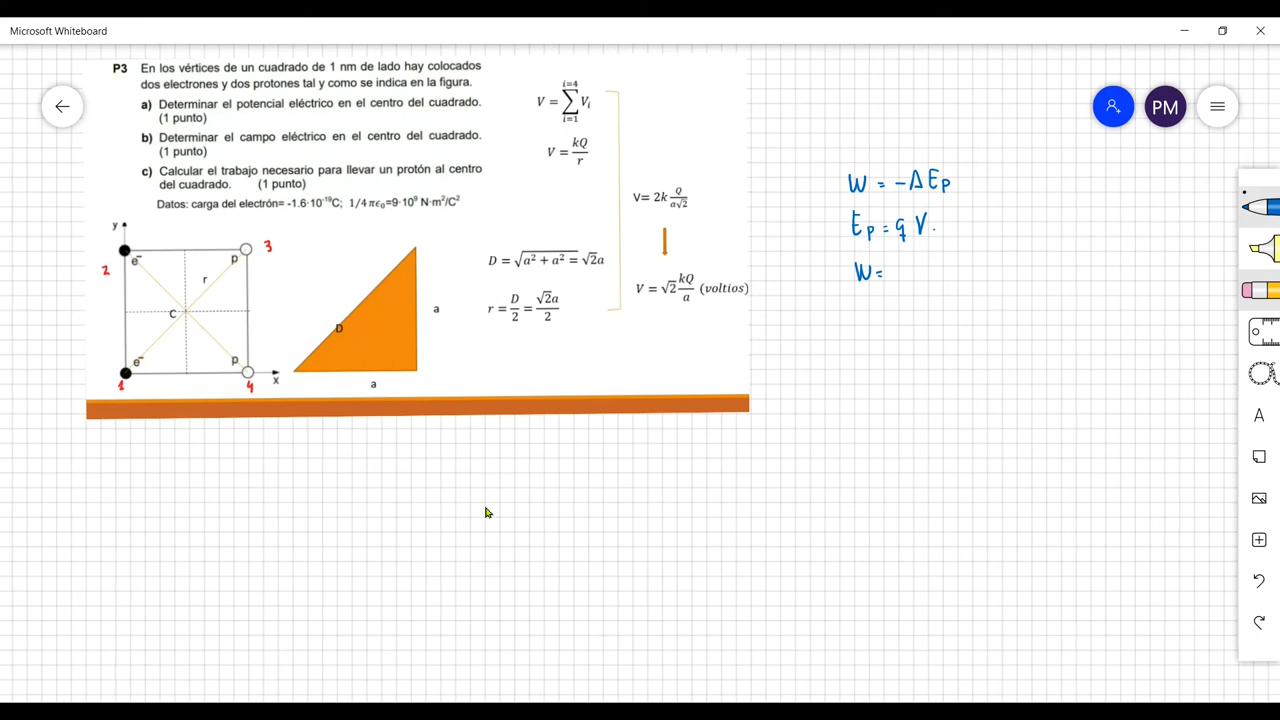 Microsoft Whiteboard
P3 En los vértices de un cuadrado de 1 nm de lado hay colocados
dos electrones y dos protones tal y como se indica en la figura.
a) Determinar el potencial eléctrico en el centro del cuadrado.
(1 punto)
b) Determinar el campo eléctrico en el centro del cuadrado.
(1 punto)
c) Calcular el trabajo necesario para llevar un protón al centro
del cuadrado. (1 punto)
Datos: carga del electrón= -1.6·10⁻¹⁹C; 1/4 πε₀=9·10⁹ N·m²/C²
y
3
e⁻
p
2
r
C
e⁻
p
1
4
x
D
a
a
V = ∑ᵢ₌₁ⁱ⁼⁴ Vᵢ
V = kQ/r
D = √(a² + a²) = √2a
r = D/2 = √2a/2
V= 2k Q/(a√2)
V = √2 kQ/a (voltios)
W = -ΔEp
Ep = q V.
W =
PM
A